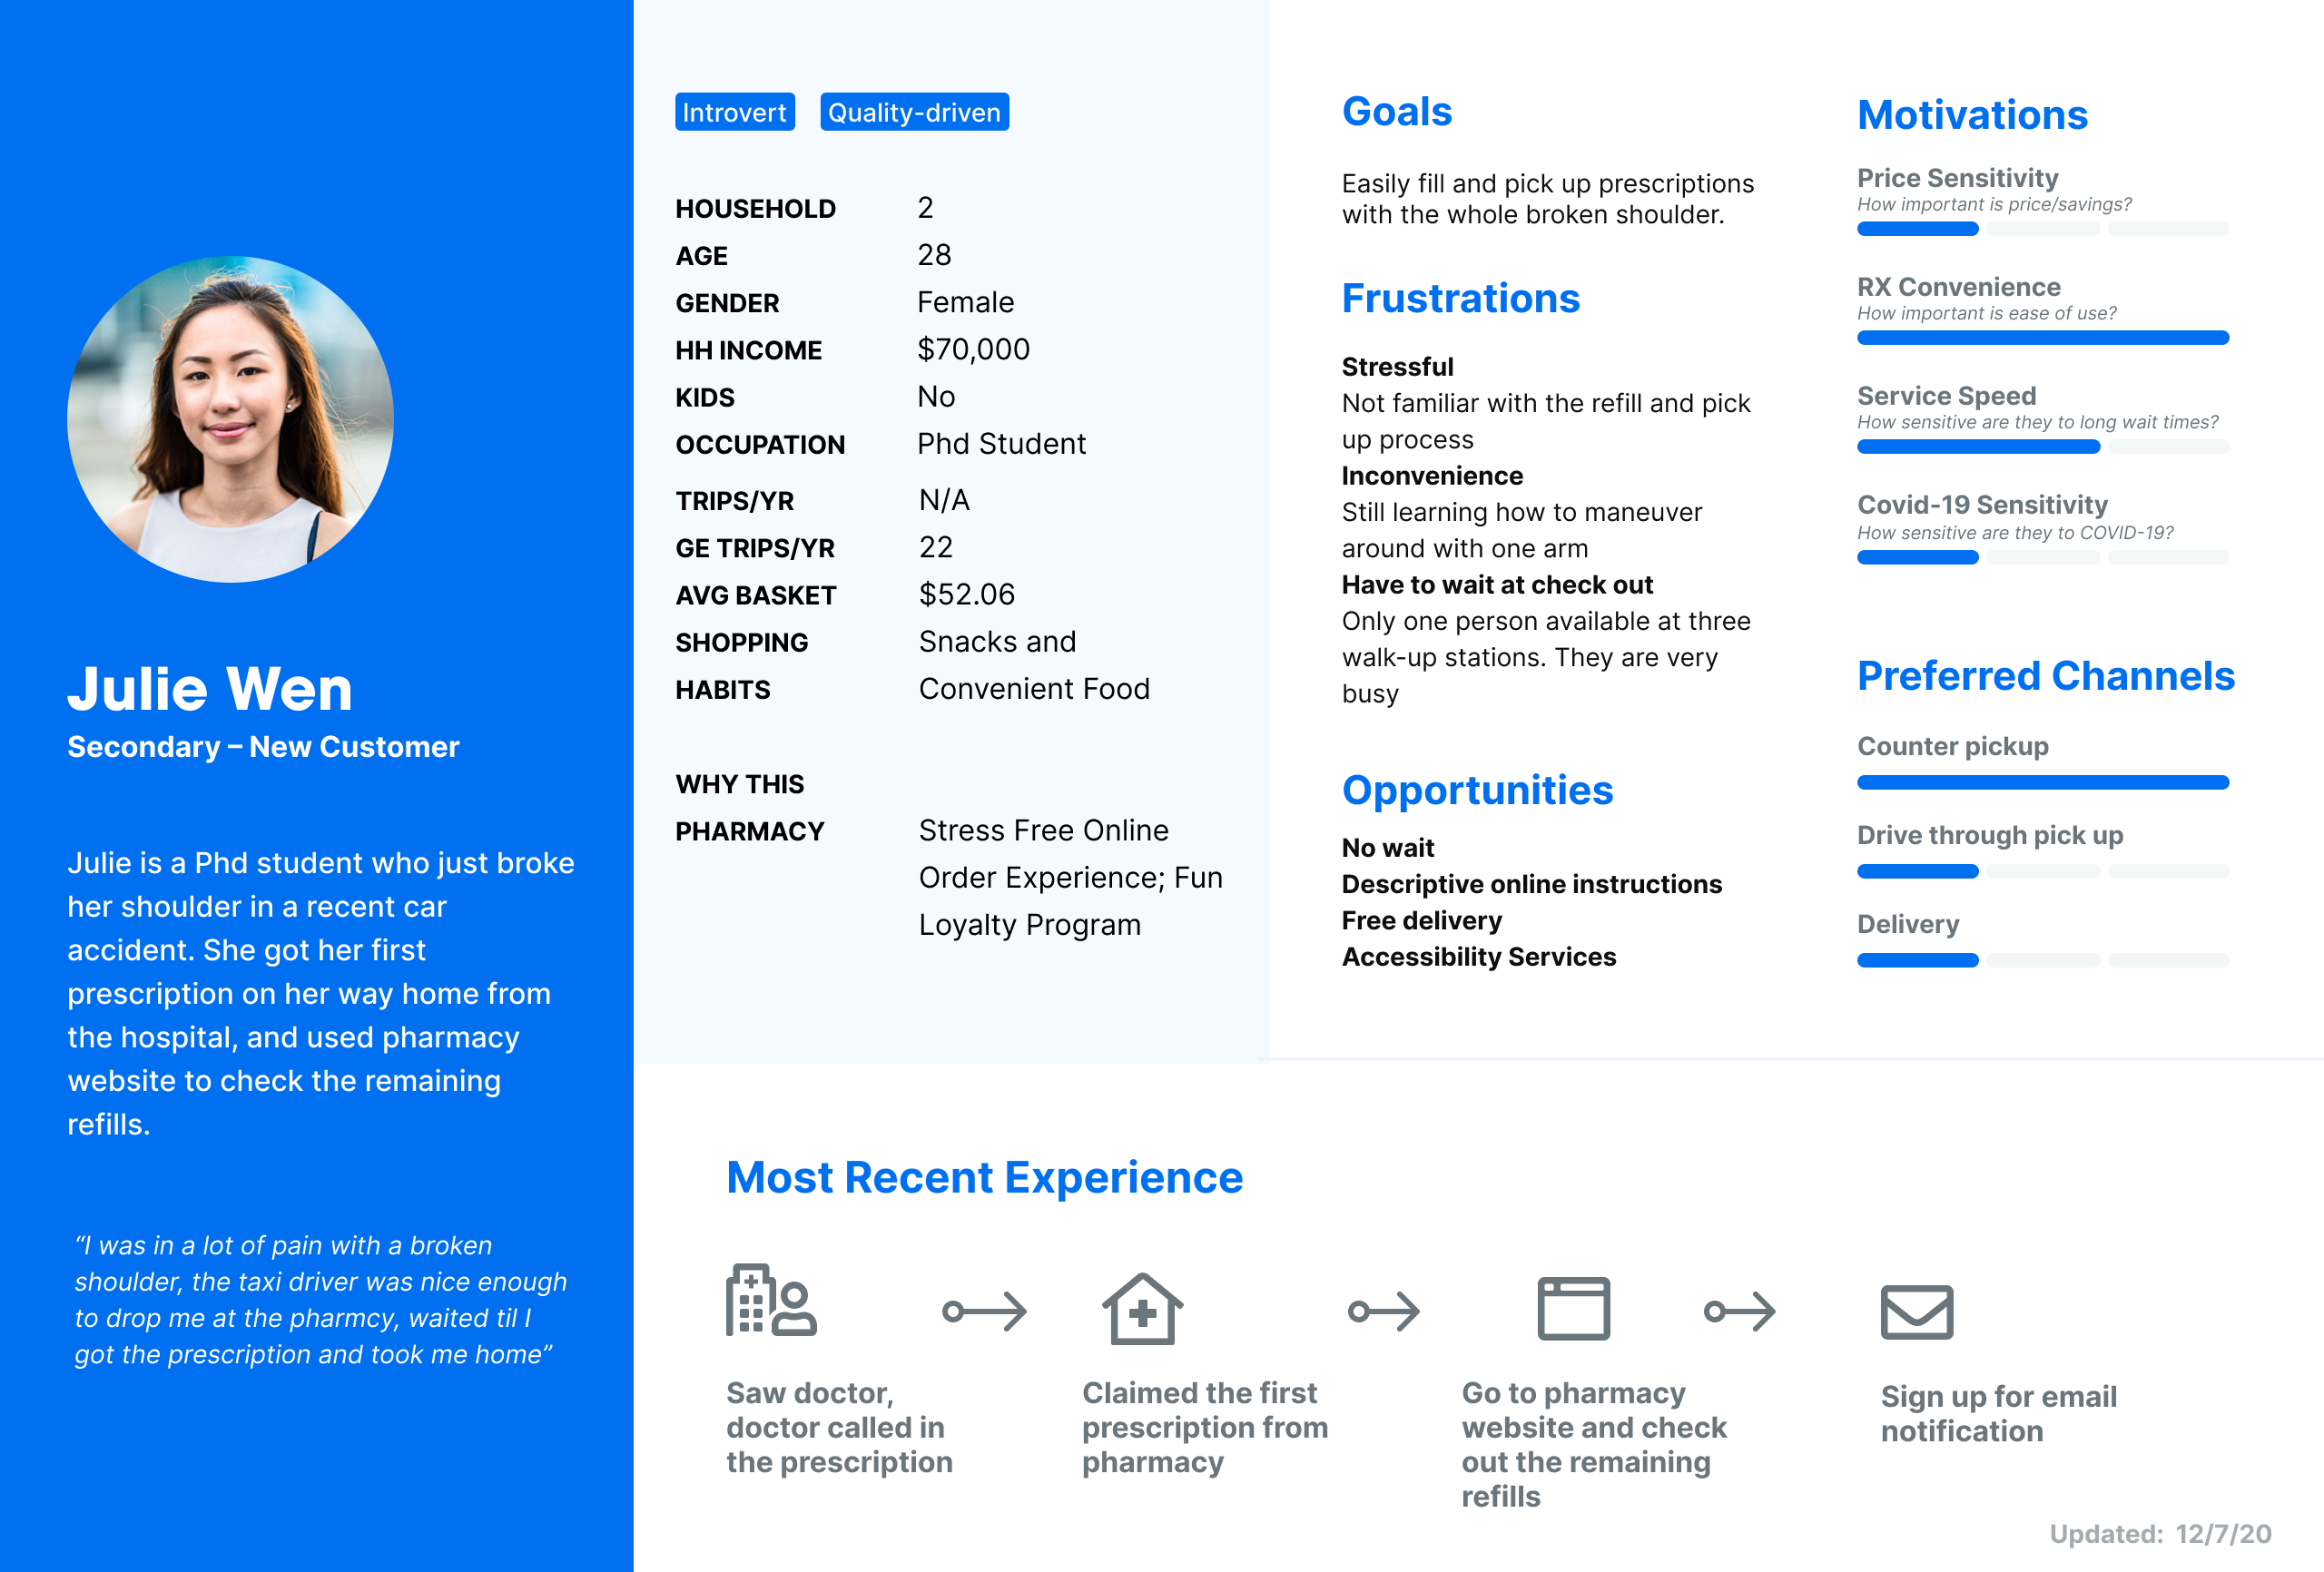 Julie Wen
Secondary – New Customer
Julie is a Phd student who just broke
her shoulder in a recent car
accident. She got her first
prescription on her way home from
the hospital, and used pharmacy
website to check the remaining
refills.
“I was in a lot of pain with a broken
shoulder, the taxi driver was nice enough
to drop me at the pharmcy, waited til I
got the prescription and took me home”
Introvert Quality-driven
HOUSEHOLD 2
AGE 28
GENDER Female
HH INCOME $70,000
KIDS No
OCCUPATION Phd Student
TRIPS/YR N/A
GE TRIPS/YR 22
AVG BASKET $52.06
SHOPPING Snacks and
HABITS Convenient Food
WHY THIS
PHARMACY Stress Free Online
Order Experience; Fun
Loyalty Program
Goals
Easily fill and pick up prescriptions
with the whole broken shoulder.
Frustrations
Stressful
Not familiar with the refill and pick
up process
Inconvenience
Still learning how to maneuver
around with one arm
Have to wait at check out
Only one person available at three
walk-up stations. They are very
busy
Opportunities
No wait
Descriptive online instructions
Free delivery
Accessibility Services
Motivations
Price Sensitivity
How important is price/savings?
RX Convenience
How important is ease of use?
Service Speed
How sensitive are they to long wait times?
Covid-19 Sensitivity
How sensitive are they to COVID-19?
Preferred Channels
Counter pickup
Drive through pick up
Delivery
Most Recent Experience
Saw doctor,
doctor called in
the prescription
Claimed the first
prescription from
pharmacy
Go to pharmacy
website and check
out the remaining
refills
Sign up for email
notification
Updated: 12/7/20